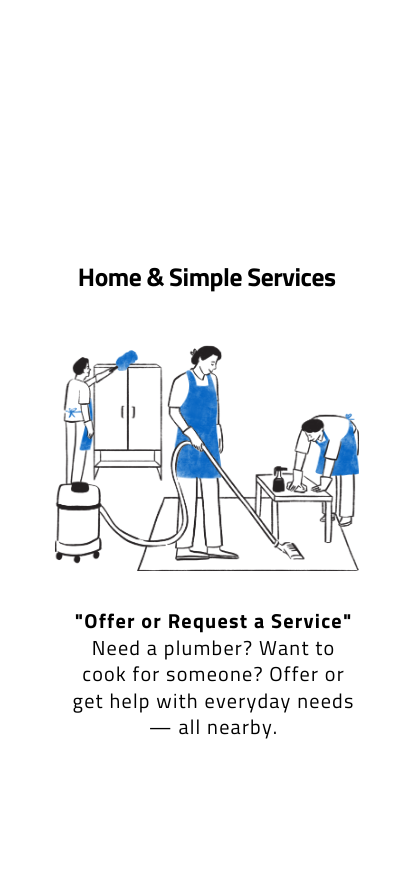 Home & Simple Services
"Offer or Request a Service"
Need a plumber? Want to
cook for someone? Offer or
get help with everyday needs
— all nearby.